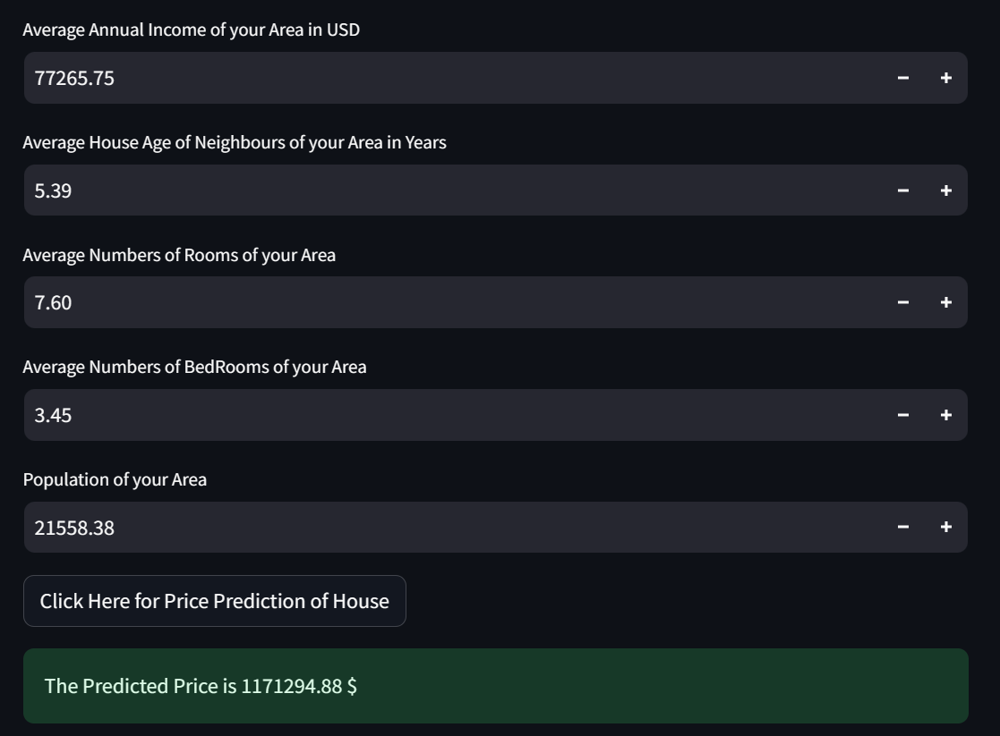 Average Annual Income of your Area in USD
77265.75
Average House Age of Neighbours of your Area in Years
5.39
Average Numbers of Rooms of your Area
7.60
Average Numbers of BedRooms of your Area
3.45
Population of your Area
21558.38
Click Here for Price Prediction of House
The Predicted Price is 1171294.88 $